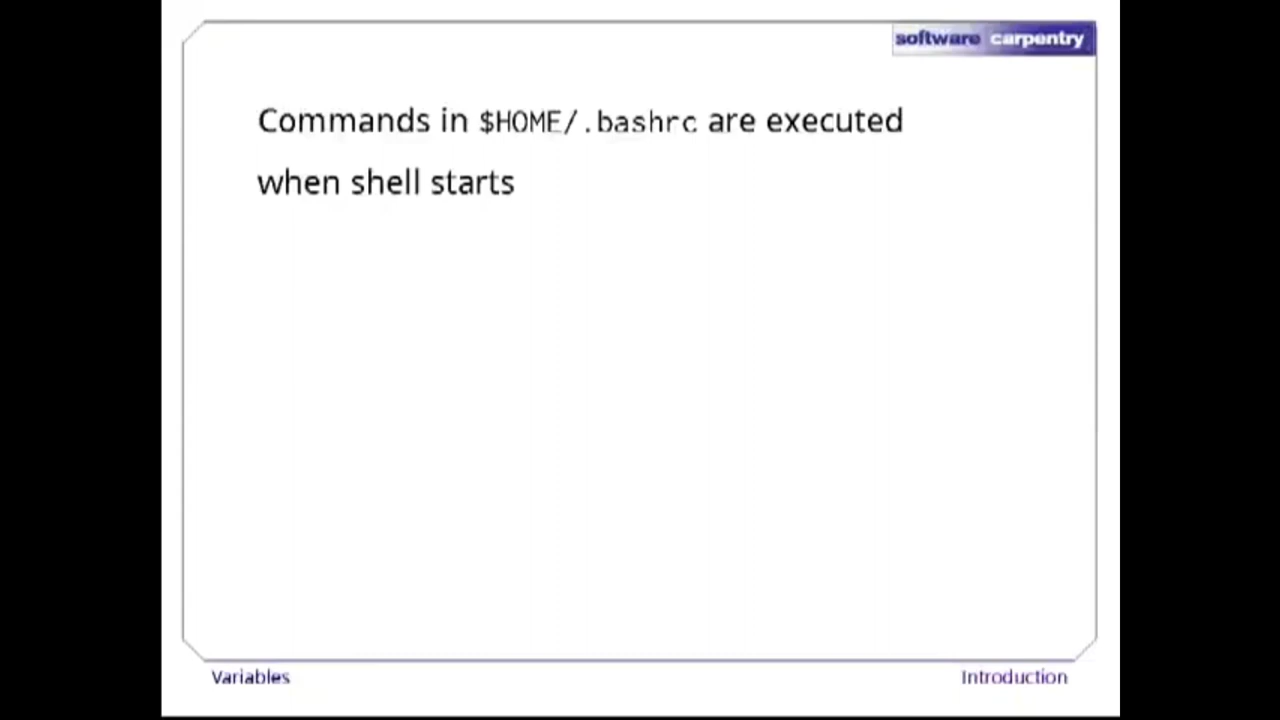 software carpentry
Commands in $HOME/.bashrc are executed
when shell starts
Variables
Introduction